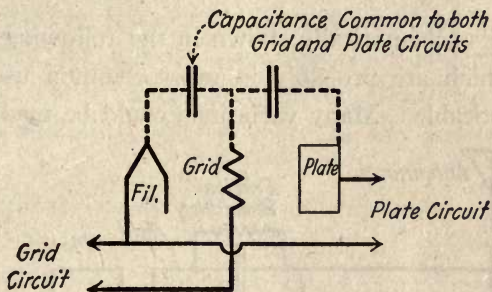 Capacitance Common to both
Grid and Plate Circuits
Grid
Plate
Fil.
Plate Circuit
Grid
Circuit